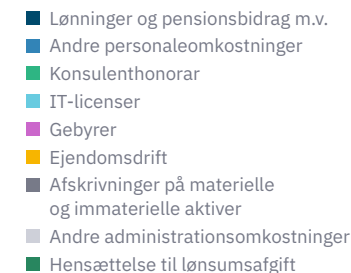 Lønninger og pensionsbidrag m.v.
Andre personaleomkostninger
Konsulenthonorar
IT-licenser
Gebyrer
Ejendomsdrift
Afskrivninger på materielle
og immaterielle aktiver
Andre administrationsomkostninger
Hensættelse til lønsumsafgift